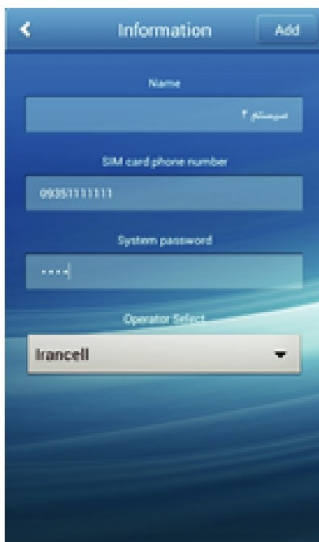 Information
Add
Name
سیستم ۲
SIM card phone number
09351111111
System password
Operator Select
Irancell